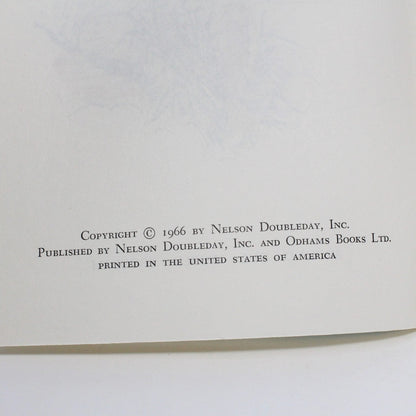 Copyright © 1966 by Nelson Doubleday, Inc.
Published by Nelson Doubleday, Inc. and Odhams Books Ltd.
PRINTED IN THE UNITED STATES OF AMERICA